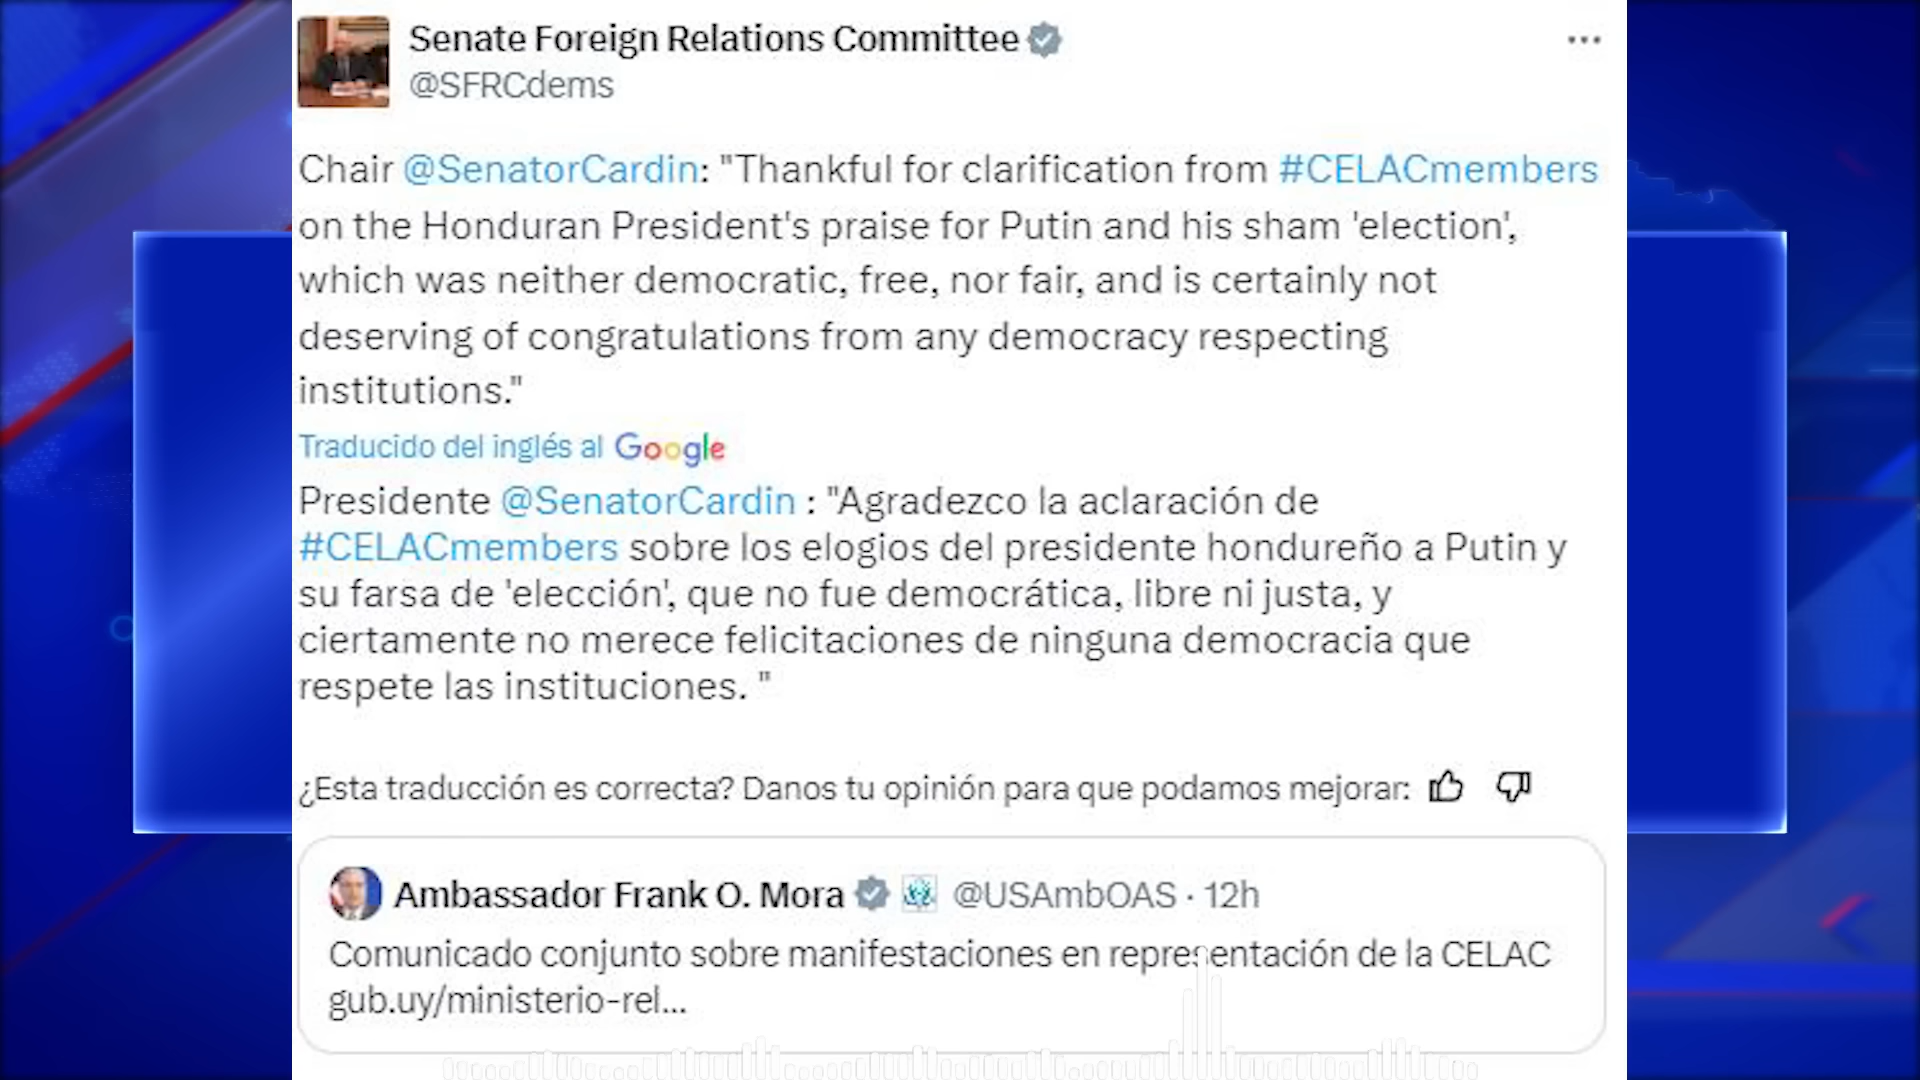 Senate Foreign Relations Committee
@SFRCdems
Chair @SenatorCardin: "Thankful for clarification from #CELACmembers
on the Honduran President's praise for Putin and his sham 'election',
which was neither democratic, free, nor fair, and is certainly not
deserving of congratulations from any democracy respecting
institutions."
Traducido del inglés al Google
Presidente @SenatorCardin : "Agradezco la aclaración de
#CELACmembers sobre los elogios del presidente hondureño a Putin y
su farsa de 'elección', que no fue democrática, libre ni justa, y
ciertamente no merece felicitaciones de ninguna democracia que
respete las instituciones. "
¿Esta traducción es correcta? Danos tu opinión para que podamos mejorar:
Ambassador Frank O. Mora @USAmbOAS · 12h
Comunicado conjunto sobre manifestaciones en representación de la CELAC
gub.uy/ministerio-rel...